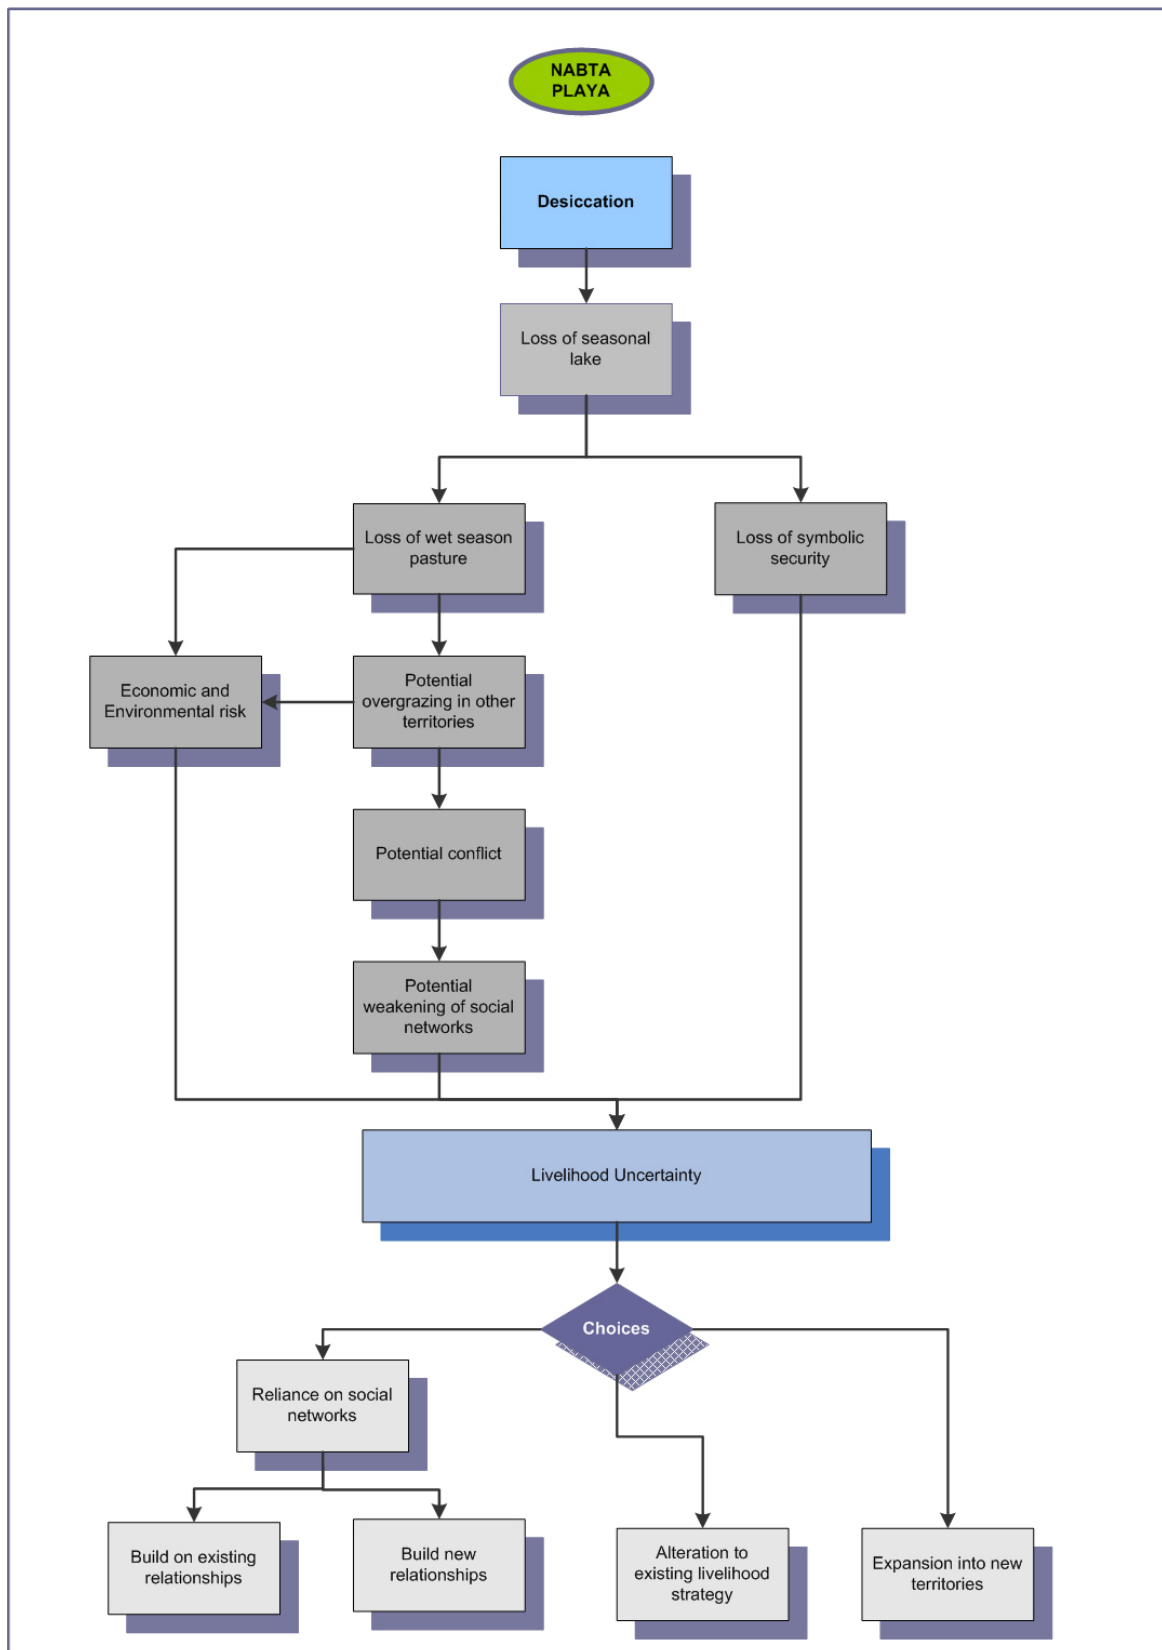 NABTA
PLAYA
Desiccation
Loss of seasonal
lake
Loss of wet season
pasture
Loss of symbolic
security
Economic and
Environmental risk
Potential
overgrazing in other
territories
Potential conflict
Potential
weakening of social
networks
Livelihood Uncertainty
Choices
Reliance on social
networks
Build on existing
relationships
Build new
relationships
Alteration to
existing livelihood
strategy
Expansion into new
territories